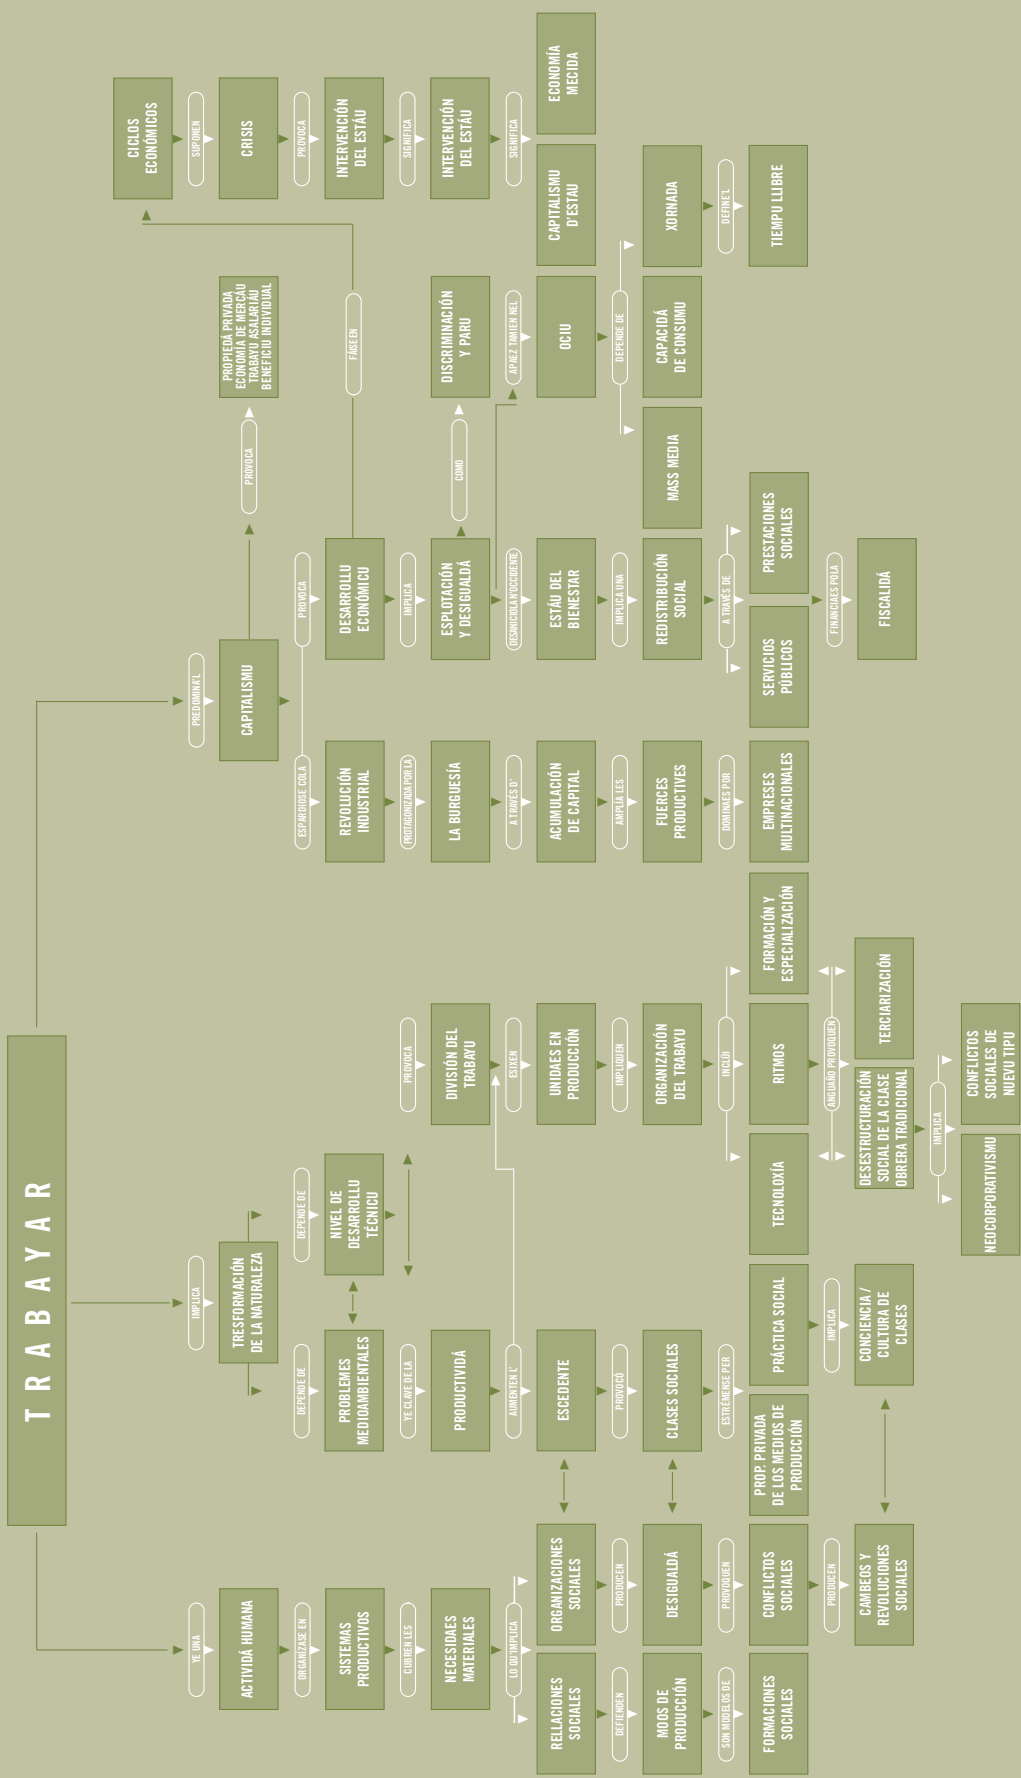 TRABAYAR
YE UNA
ACTIVIDÁ HUMANA
ORGANÍZASE EN
SISTEMAS
PRODUCTIVOS
CUBREN LES
NECESIDAES
MATERIALES
LO QU'IMPLICA
RELLACIONES
SOCIALES
DEFIENDEN
MOOS DE
PRODUCCIÓN
SON MODELOS DE
FORMACIONES
SOCIALES
ORGANIZACIONES
SOCIALES
PRODUCEN
DESIGUALDÁ
PROVOQUEN
CONFLICTOS
SOCIALES
PRODUCEN
CAMBEOS Y
REVOLUCIONES
SOCIALES
IMPLICA
TRESFORMACIÓN
DE LA NATURALEZA
DEPENDE DE
PROBLEMES
MEDIOAMBIENTALES
YE CLAVE DE LA
PRODUCTIVIDÁ
AUMENTEN L'
ESCEDENTE
PROVOCÓ
CLASES SOCIALES
ESTRÉMENSE PER
PROP. PRIVADA
DE LOS MEDIOS DE
PRODUCCIÓN
PRÁCTICA SOCIAL
IMPLICA
CONCIENCIA /
CULTURA DE
CLASES
DEPENDE DE
NIVEL DE
DESARROLLU
TÉCNICU
PROVOCA
DIVISIÓN DEL
TRABAYU
ESIXEN
UNIDAES EN
PRODUCCIÓN
IMPLIQUEN
ORGANIZACIÓN
DEL TRABAYU
INCLÚI
TECNOLOXÍA
RITMOS
FORMACIÓN Y
ESPECIALIZACIÓN
ANGUAÑO PROVOQUEN
DESESTRUCTURACIÓN
SOCIAL DE LA CLASE
OBRERA TRADICIONAL
TERCIARIZACIÓN
IMPLICA
NEOCORPORATIVISMU
CONFLICTOS
SOCIALES DE
NUEVU TIPU
PREDOMINA'L
CAPITALISMU
ESPARDIOSE COLA
REVOLUCIÓN
INDUSTRIAL
PROTAGONIZADA POR LA
LA BURGUESÍA
A TRAVÉS D'
ACUMULACIÓN
DE CAPITAL
AMPLÍA LES
FUERCES
PRODUCTIVES
DOMINAES POR
EMPRESES
MULTINACIONALES
PROVOCA
DESARROLLU
ECONÓMICU
IMPLICA
ESPLOTACIÓN
Y DESIGUALDÁ
DESANICIOLA N'OCCIDENTE
ESTÁU DEL
BIENESTAR
IMPLICA UNA
REDISTRIBUCIÓN
SOCIAL
A TRAVÉS DE
SERVICIOS
PÚBLICOS
PRESTACIONES
SOCIALES
FINANCIAES POLA
FISCALIDÁ
PROVOCA
PROPIEDÁ PRIVADA
ECONOMÍA DE MERCÁU
TRABAYU ASALARIÁU
BENEFICIU INDIVIDUAL
COMO
DISCRIMINACIÓN
Y PARU
APAEZ TAMIEN NEL
OCIU
DEPENDE DE
MASS MEDIA
CAPACIDÁ
DE CONSUMU
XORNADA
DEFINE'L
TIEMPU LLIBRE
FÁISE EN
CICLOS
ECONÓMICOS
SUPONEN
CRISIS
PROVOCA
INTERVENCIÓN
DEL ESTÁU
SIGNIFICA
INTERVENCIÓN
DEL ESTÁU
SIGNIFICA
CAPITALISMU
D'ESTAU
ECONOMÍA
MECIDA